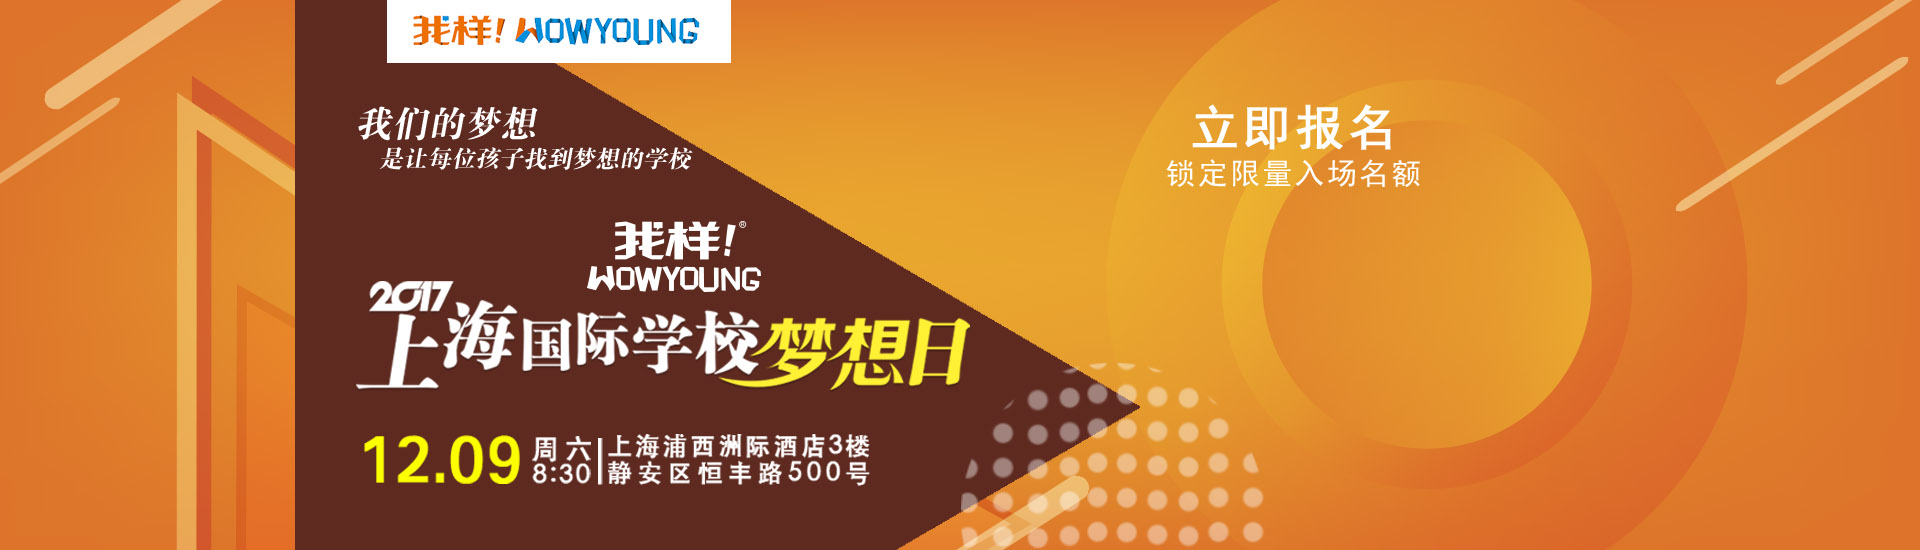 我样! WOWYOUNG
我们的梦想
是让每位孩子找到梦想的学校
我样!®
WOWYOUNG
2017
上海国际学校梦想日
12.09 周六 8:30
上海浦西洲际酒店3楼
静安区恒丰路500号
立即报名
锁定限量入场名额